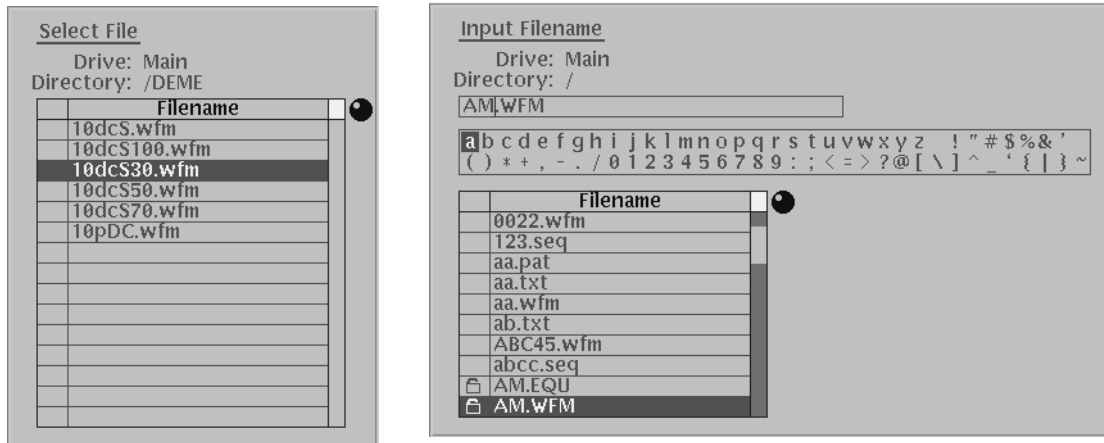 Select File
Drive: Main
Directory: /DEME
Filename
10dcS.wfm
10dcS100.wfm
10dcS30.wfm
10dcS50.wfm
10dcS70.wfm
10pDC.wfm
Input Filename
Drive: Main
Directory: /
AM.WFM
a b c d e f g h i j k l m n o p q r s t u v w x y z ! " # $ % & '
( ) * + , - . / 0 1 2 3 4 5 6 7 8 9 : ; < = > ? @ [ \ ] ^ _ ` { | } ~
Filename
0022.wfm
123.seq
aa.pat
aa.txt
aa.wfm
ab.txt
ABC45.wfm
abcc.seq
AM.EQU
AM.WFM